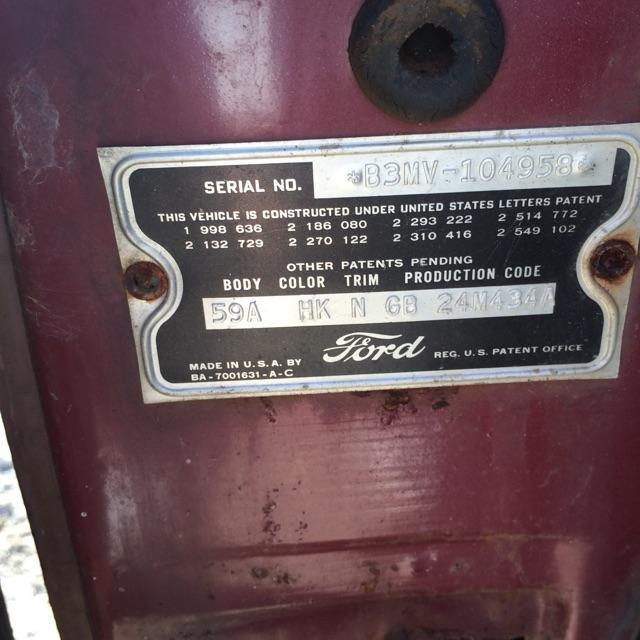 SERIAL NO. *B3MV-104958*
THIS VEHICLE IS CONSTRUCTED UNDER UNITED STATES LETTERS PATENT
1 998 636 2 186 080 2 293 222 2 514 772
2 132 729 2 270 122 2 310 416 2 549 102
OTHER PATENTS PENDING
BODY COLOR TRIM PRODUCTION CODE
59A HK N GB 24M434A
MADE IN U.S.A. BY Ford REG. U.S. PATENT OFFICE
BA-7001631-A-C